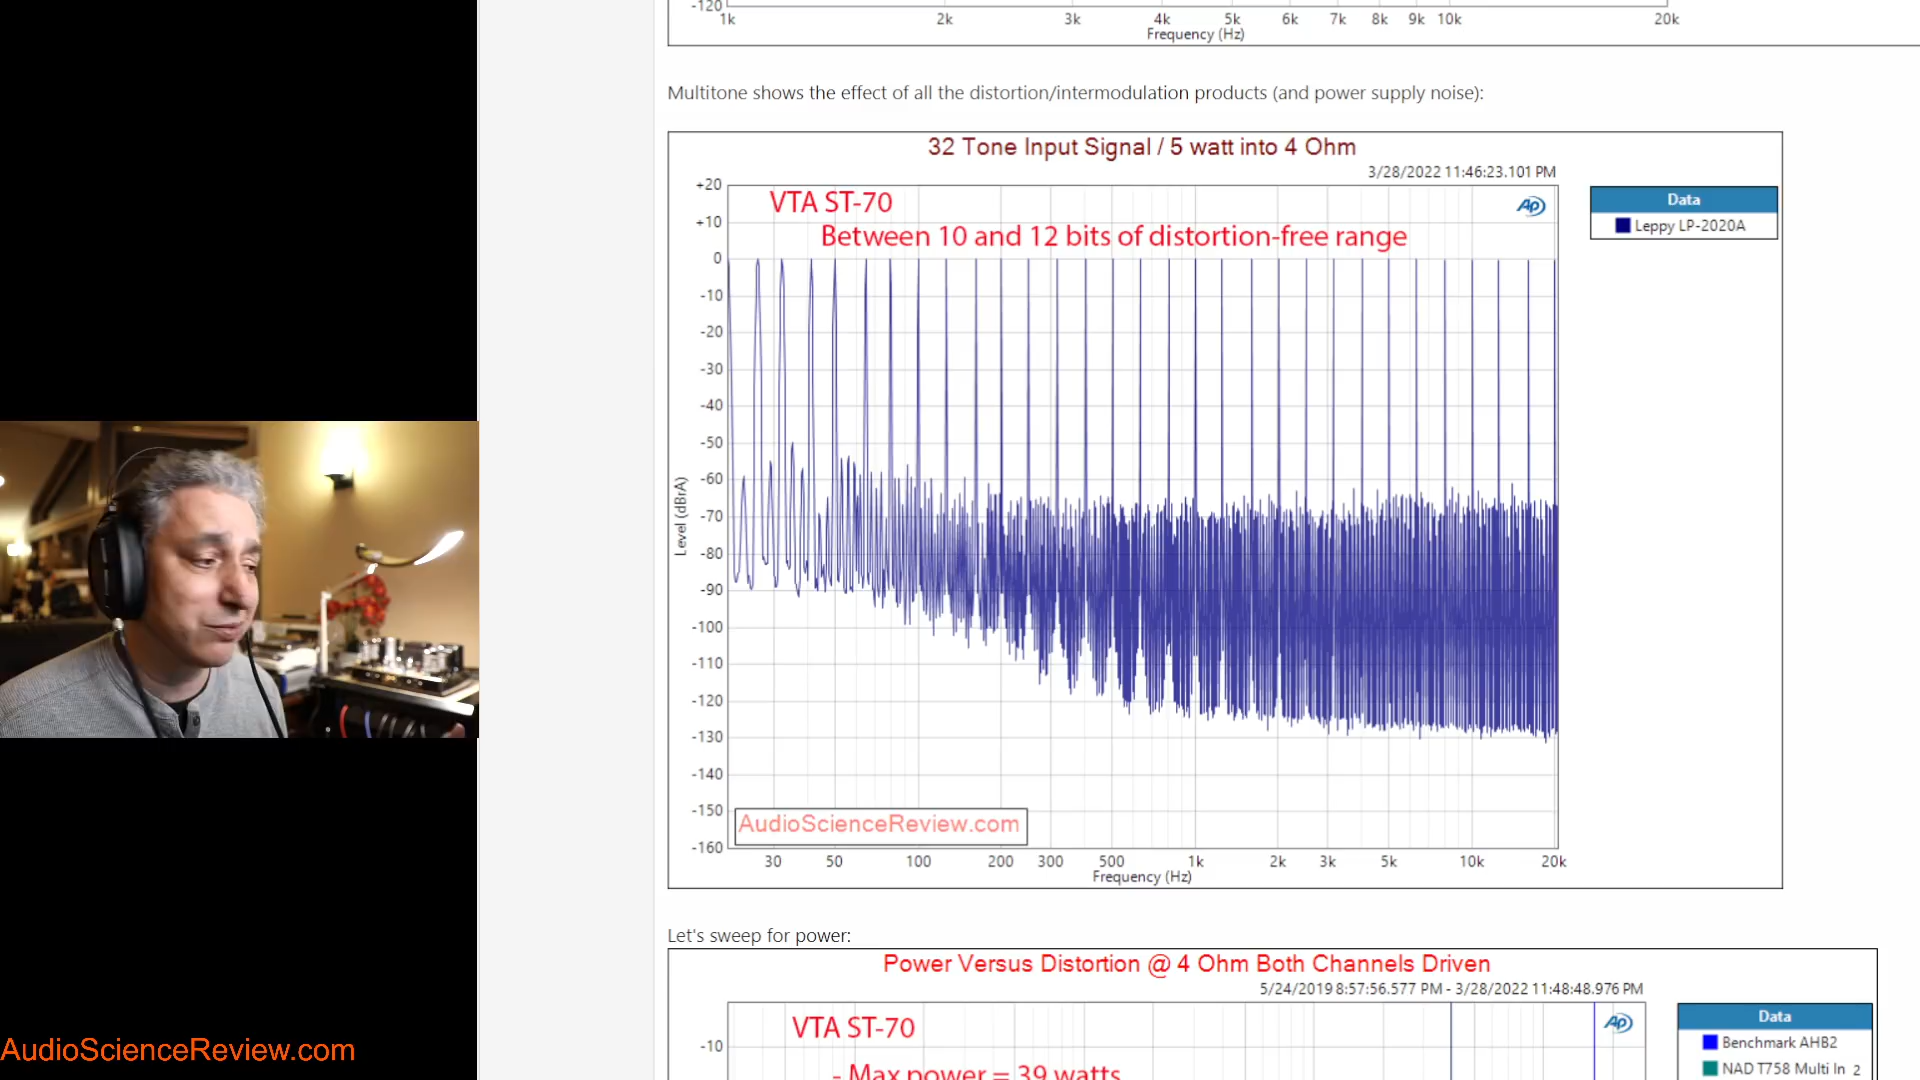 -120
1k 2k 3k 4k 5k 6k 7k 8k 9k 10k 20k
Frequency (Hz)
Multitone shows the effect of all the distortion/intermodulation products (and power supply noise):
32 Tone Input Signal / 5 watt into 4 Ohm
3/28/2022 11:46:23.101 PM
VTA ST-70
Between 10 and 12 bits of distortion-free range
AP
Data
Leppy LP-2020A
+20
+10
0
-10
-20
-30
-40
-50
-60
-70
-80
-90
-100
-110
-120
-130
-140
-150
-160
Level (dBrA)
AudioScienceReview.com
30 50 100 200 300 500 1k 2k 3k 5k 10k 20k
Frequency (Hz)
Let's sweep for power:
Power Versus Distortion @ 4 Ohm Both Channels Driven
5/24/2019 8:57:56.577 PM - 3/28/2022 11:48:48.976 PM
VTA ST-70
AP
-10
- Max power = 39 watts
Data
Benchmark AHB2
NAD T758 Multi In 2
AudioScienceReview.com